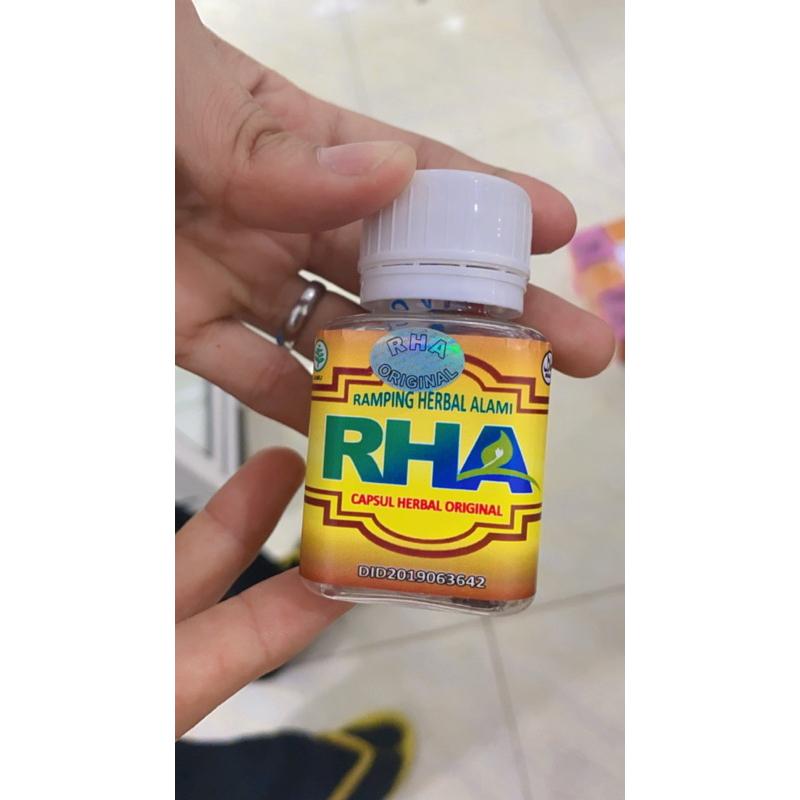 RHA
ORIGINAL
RAMPING HERBAL ALAMI
RHA
CAPSUL HERBAL ORIGINAL
DID2019063642